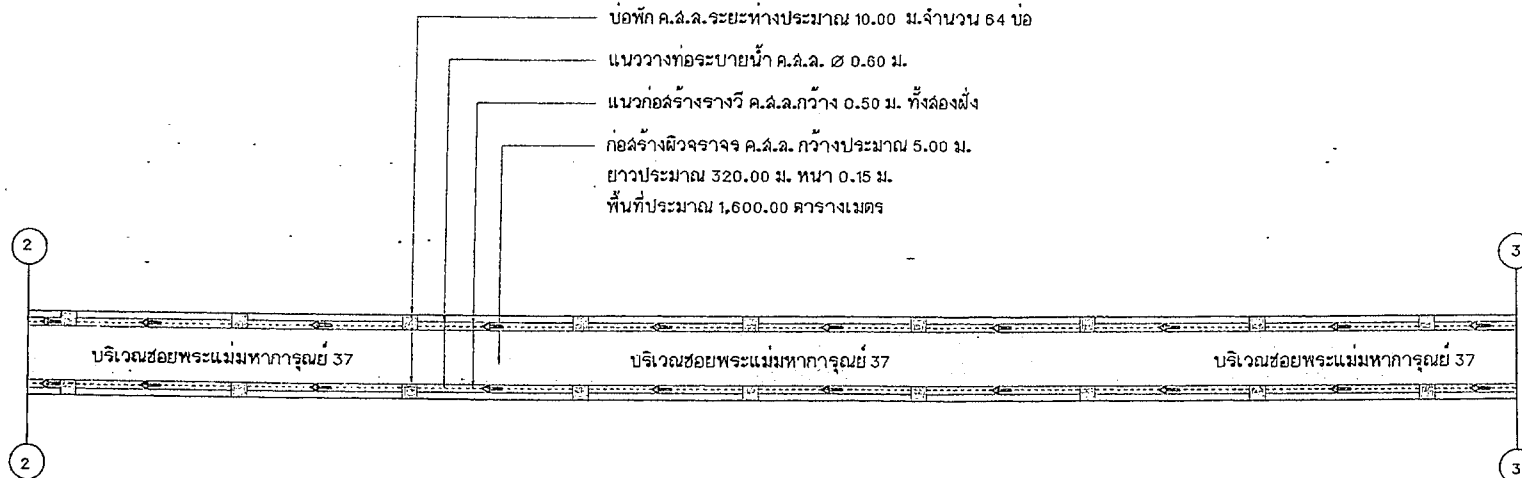 บ่อพัก ค.ส.ล.ระยะห่างประมาณ 10.00 ม.จำนวน 64 บ่อ
แนววางท่อระบายน้ำ ค.ส.ล. ∅ 0.60 ม.
แนวก่อสร้างรางวี ค.ส.ล.กว้าง 0.50 ม. ทั้งสองฝั่ง
ก่อสร้างผิวจราจร ค.ส.ล. กว้างประมาณ 5.00 ม.
ยาวประมาณ 320.00 ม. หนา 0.15 ม.
พื้นที่ประมาณ 1,600.00 ตารางเมตร
2 3
บริเวณซอยพระแม่มหาการุณย์ 37 บริเวณซอยพระแม่มหาการุณย์ 37 บริเวณซอยพระแม่มหาการุณย์ 37
2 3